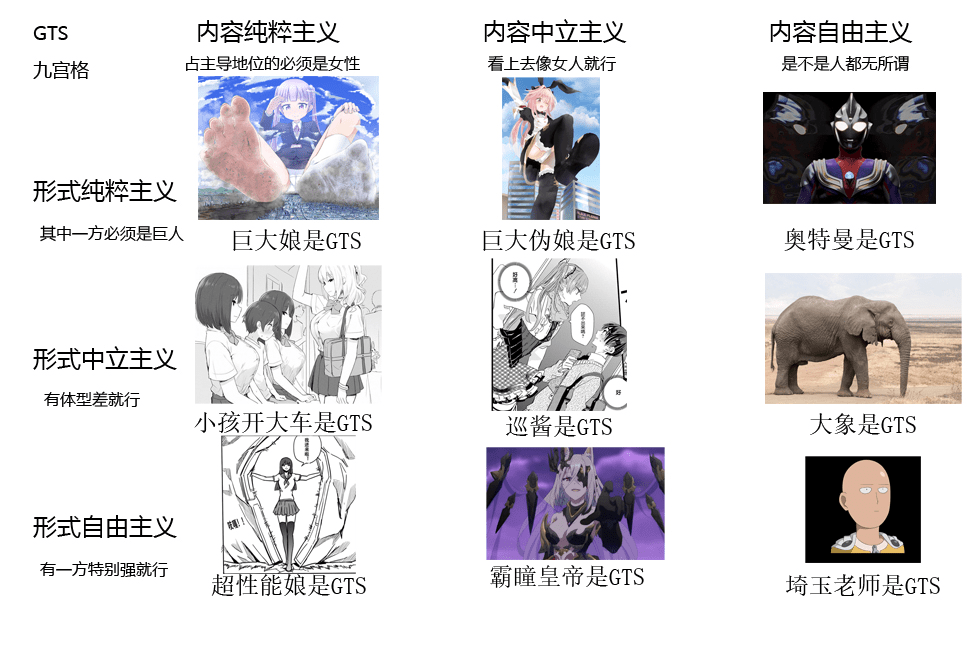 GTS
九宫格
内容纯粹主义
占主导地位的必须是女性
内容中立主义
看上去像女人就行
内容自由主义
是不是人都无所谓
形式纯粹主义
其中一方必须是巨人
巨大娘是GTS
巨大伪娘是GTS
奥特曼是GTS
形式中立主义
有体型差就行
小孩开大车是GTS
巡酱是GTS
大象是GTS
形式自由主义
有一方特别强就行
超性能娘是GTS
霸瞳皇帝是GTS
埼玉老师是GTS